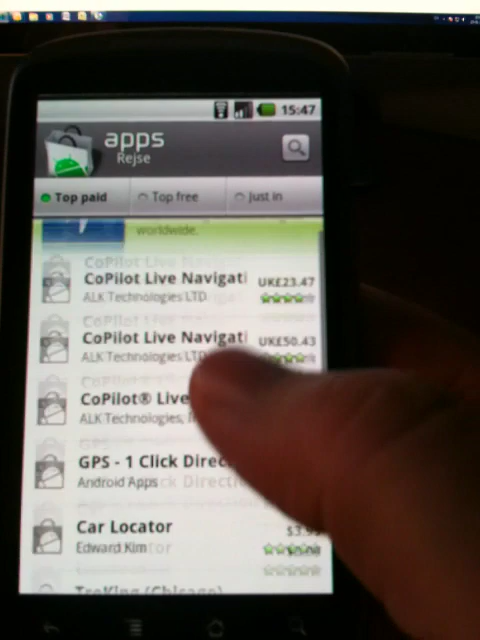 15:47
apps
Rejse
Top paid
Top free
Just in
worldwide.
CoPilot Live Navigati
UK£23.47
ALK Technologies LTD
CoPilot Live Navigati
UK£50.43
ALK Technologies LTD
CoPilot® Live
ALK Technologies,
GPS - 1 Click Direc
Android Apps
Car Locator
Edward Kim
TreKing (Chicago)